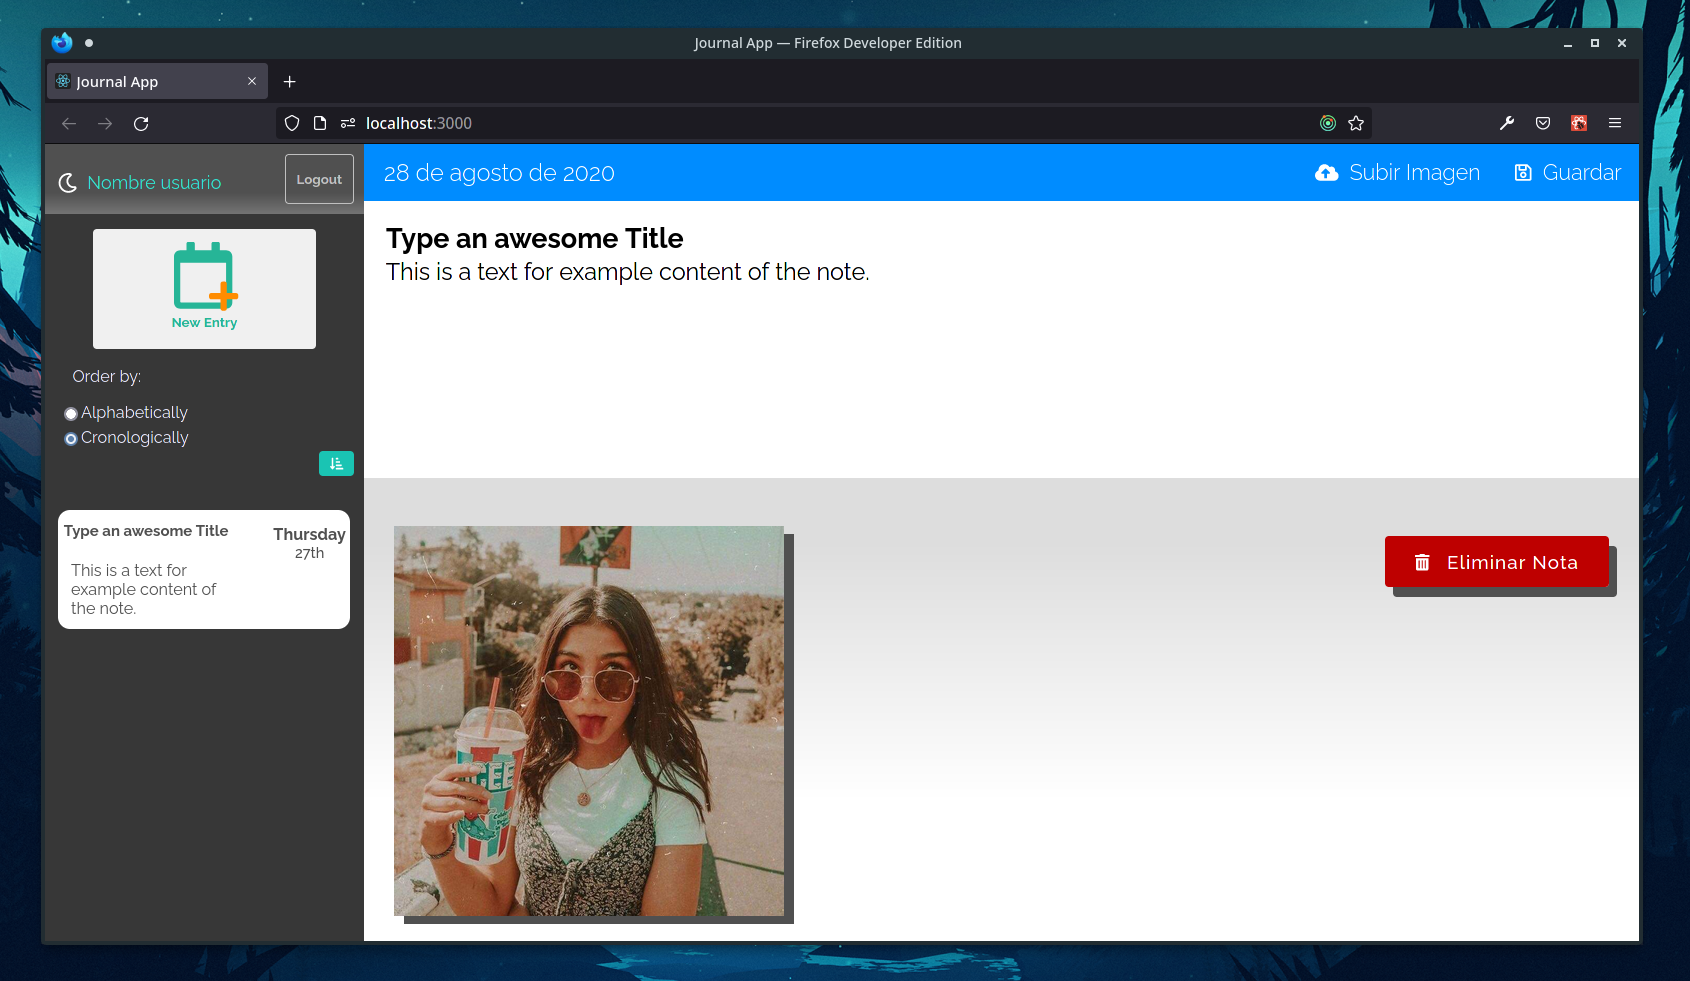 Journal App — Firefox Developer Edition
Journal App
localhost:3000
Nombre usuario
Logout
28 de agosto de 2020
Subir Imagen
Guardar
New Entry
Order by:
Alphabetically
Cronologically
Type an awesome Title
Thursday
27th
This is a text for
example content of
the note.
Type an awesome Title
This is a text for example content of the note.
Eliminar Nota